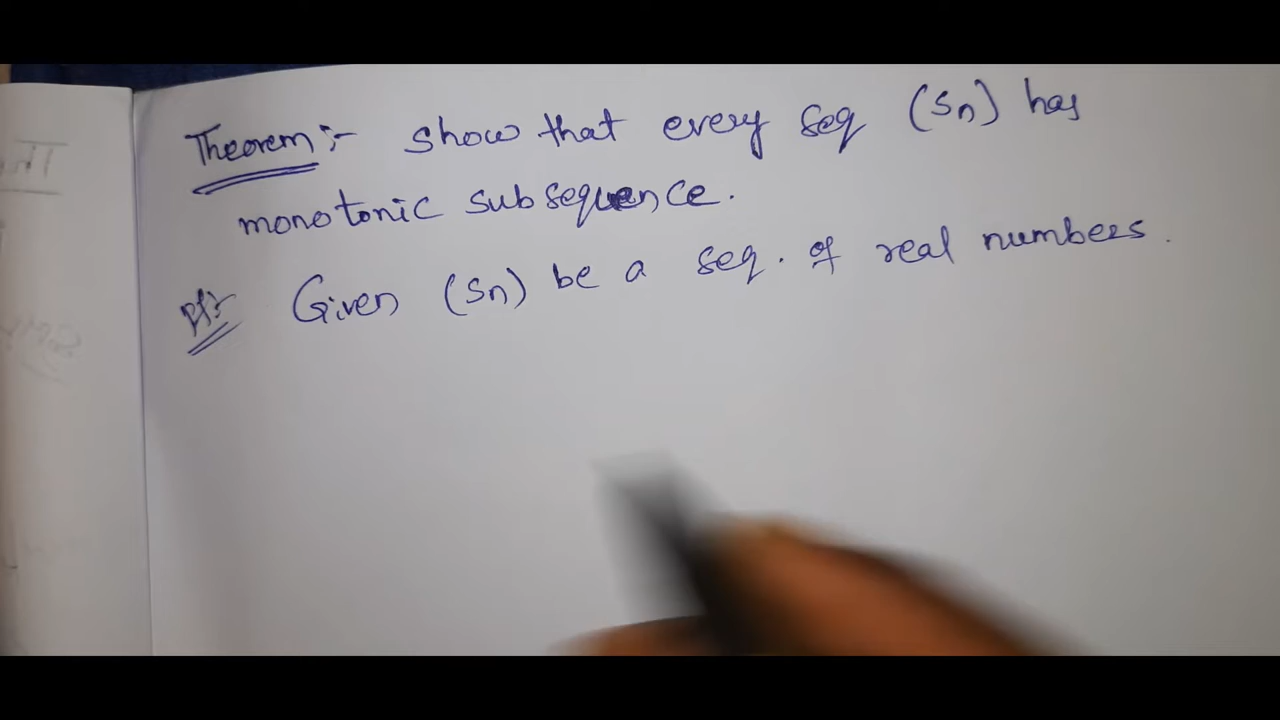 Theorem:- Show that every seq (Sn) has
monotonic subsequence.
Pf:- Given (Sn) be a seq. of real numbers.